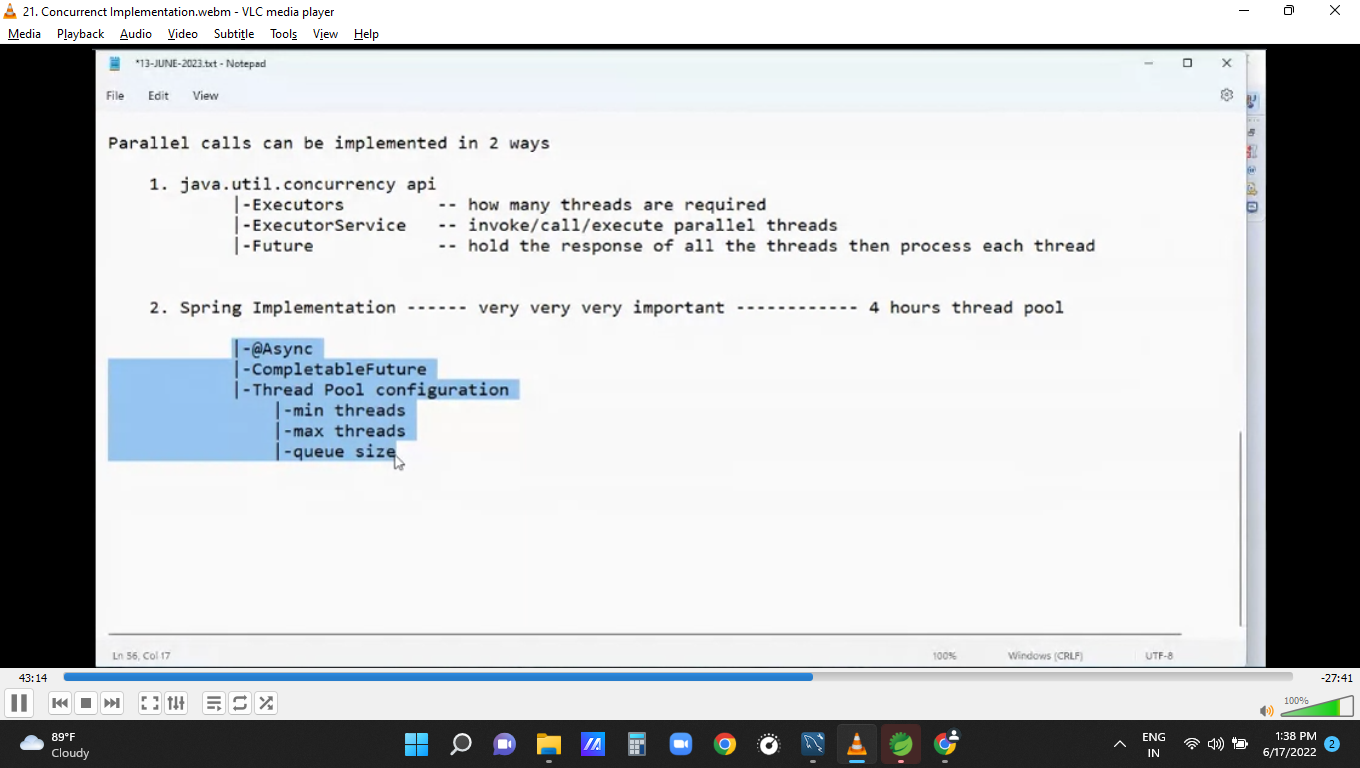 21. Concurrenct Implementation.webm - VLC media player
Media Playback Audio Video Subtitle Tools View Help
*13-JUNE-2023.txt - Notepad
File Edit View
Parallel calls can be implemented in 2 ways
1. java.util.concurrency api
|-Executors -- how many threads are required
|-ExecutorService -- invoke/call/execute parallel threads
|-Future -- hold the response of all the threads then process each thread
2. Spring Implementation ------ very very very important ------------ 4 hours thread pool
|-@Async
|-CompletableFuture
|-Thread Pool configuration
|-min threads
|-max threads
|-queue size
Ln 56, Col 17 100% Windows (CRLF) UTF-8
43:14 -27:41
100%
89°F
Cloudy
ENG
IN
1:38 PM
6/17/2022
2